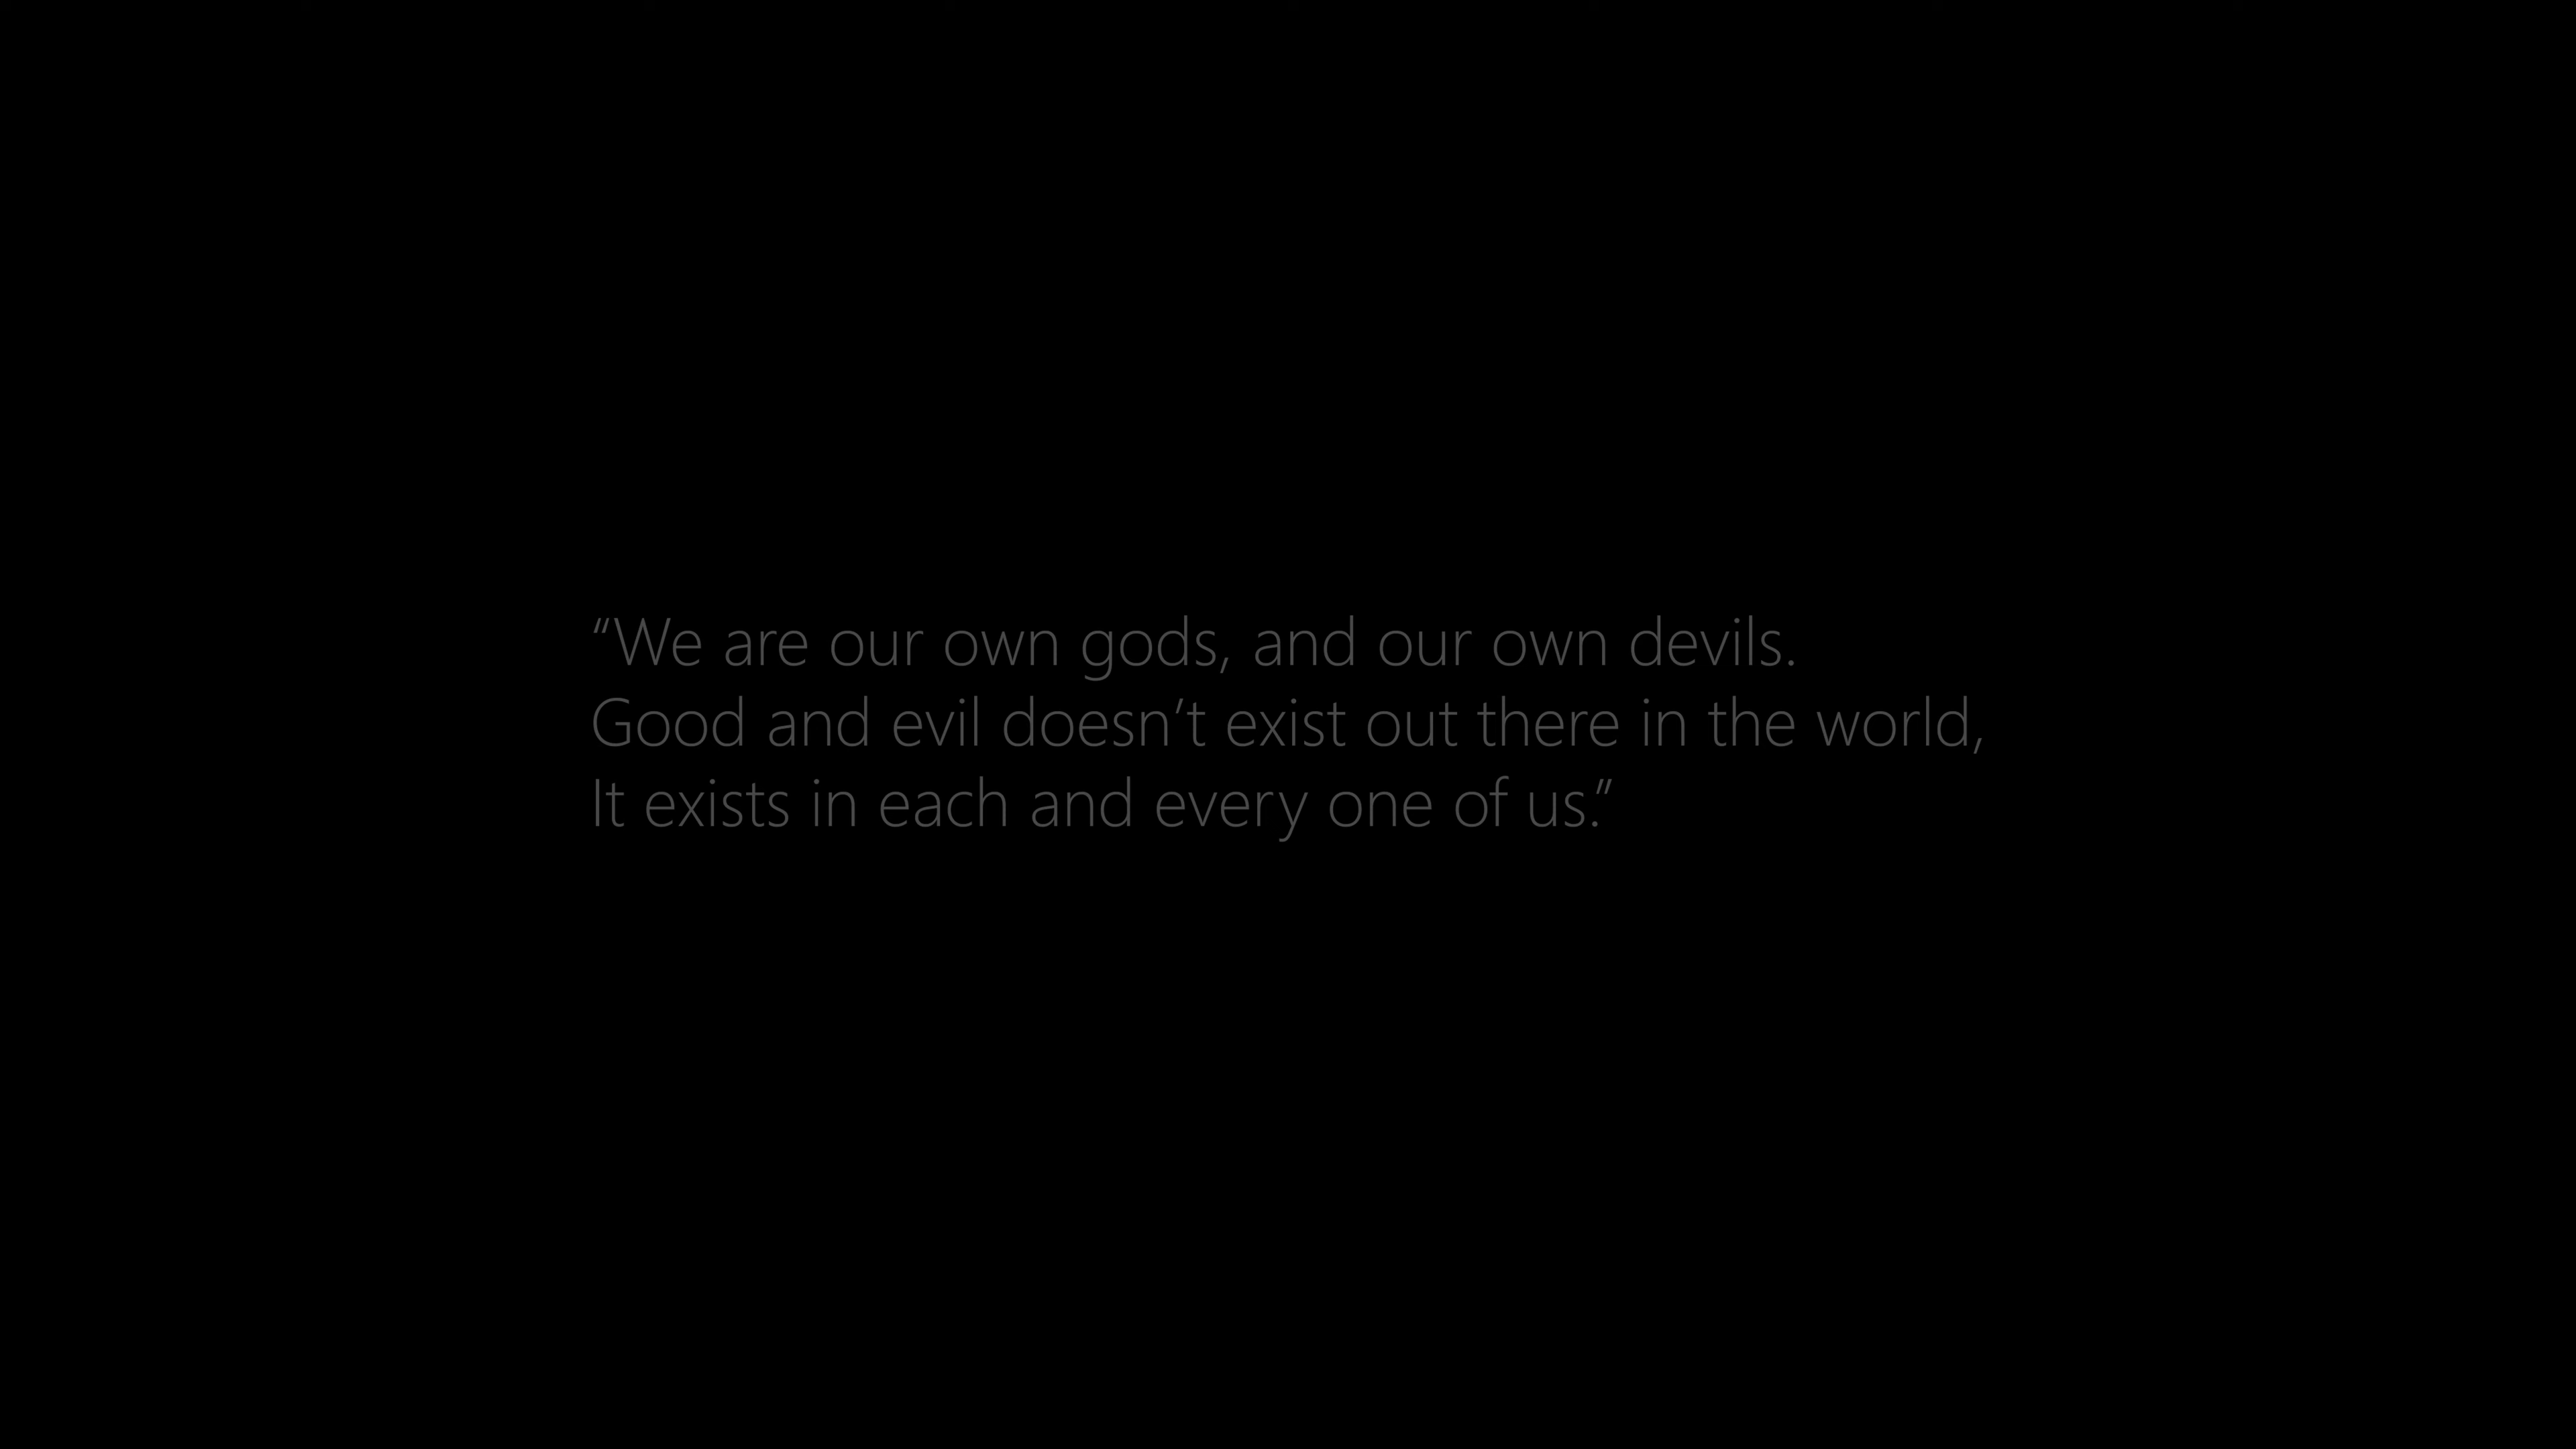 “We are our own gods, and our own devils.
Good and evil doesn’t exist out there in the world,
It exists in each and every one of us.”